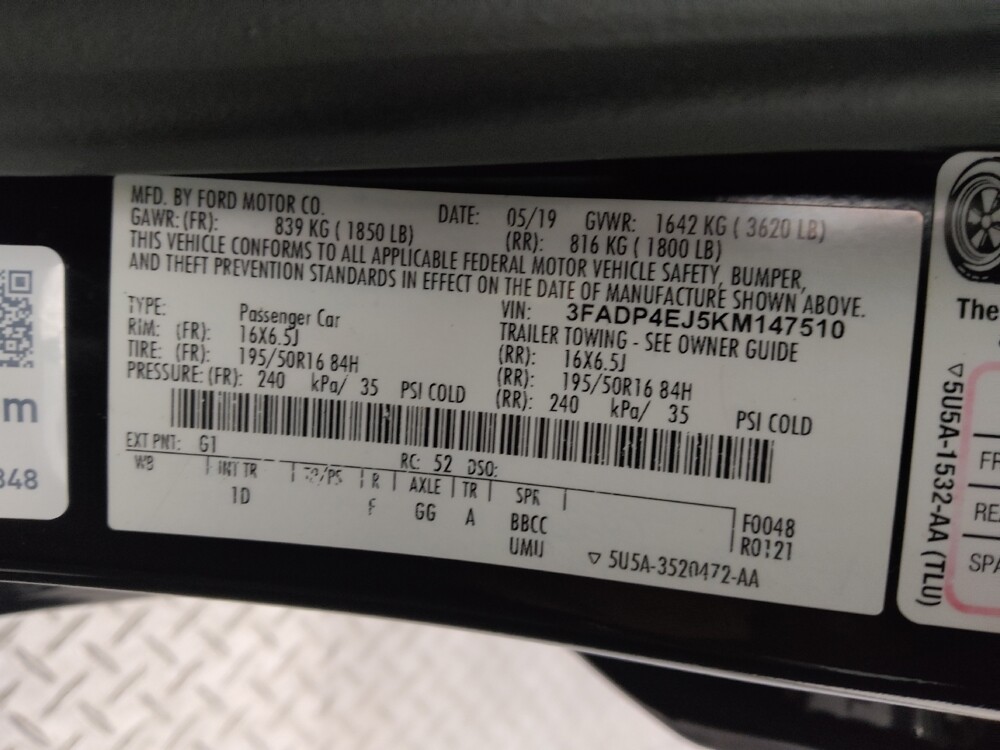 MFD. BY FORD MOTOR CO. DATE: 05/19 GVWR: 1642 KG ( 3620 LB)
GAWR: (FR): 839 KG ( 1850 LB) (RR): 816 KG ( 1800 LB)
THIS VEHICLE CONFORMS TO ALL APPLICABLE FEDERAL MOTOR VEHICLE SAFETY, BUMPER,
AND THEFT PREVENTION STANDARDS IN EFFECT ON THE DATE OF MANUFACTURE SHOWN ABOVE.
VIN: 3FADP4EJ5KM147510
TYPE: Passenger Car TRAILER TOWING - SEE OWNER GUIDE
RIM: (FR): 16X6.5J (RR): 16X6.5J
TIRE: (FR): 195/50R16 84H (RR): 195/50R16 84H
PRESSURE: (FR): 240 kPa/ 35 PSI COLD (RR): 240 kPa/ 35 PSI COLD
EXT PNT: G1 RC: 52 DSO:
WB INT TR TP/PS R AXLE TR SPR
1D F GG A BBCC F0048
UMU R0121
▽ 5U5A-3520472-AA
m
348
The
▽5U5A-1532-AA (TLU)
FR
RE
SPA